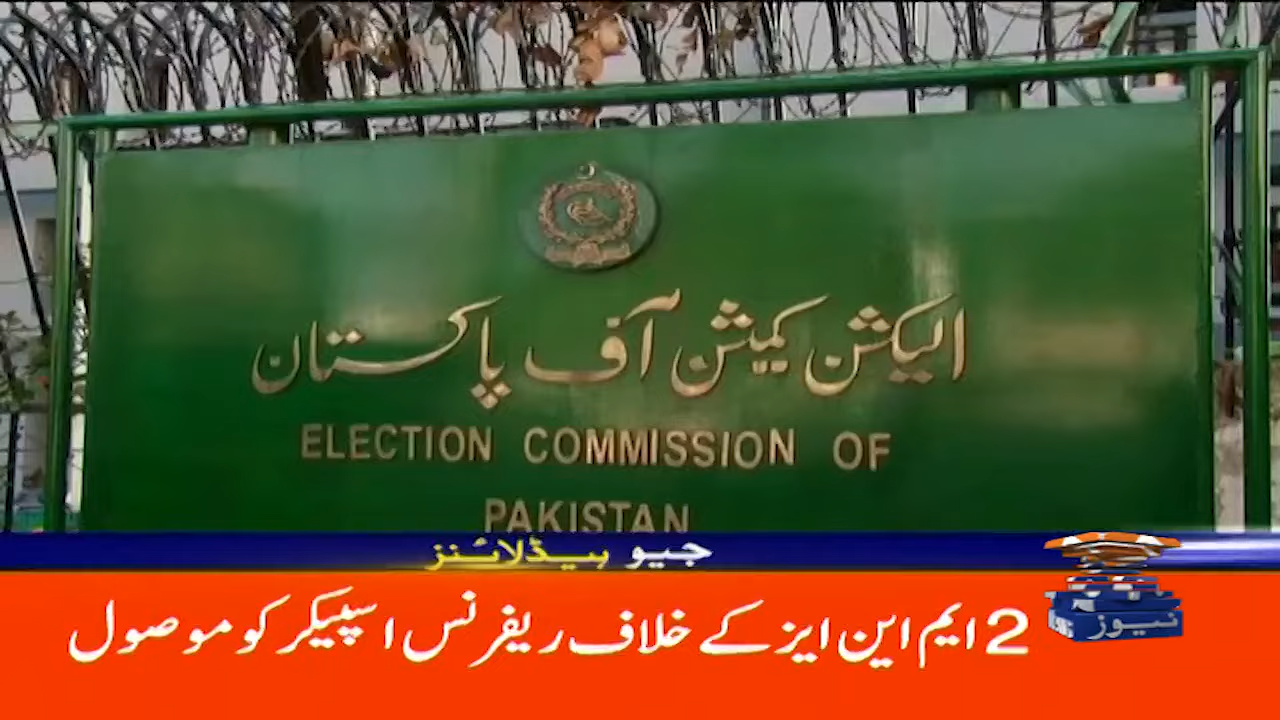 الیکشن کمیشن آف پاکستان
ELECTION COMMISSION OF
PAKISTAN
جیو ہیڈلائنز
2 ایم این ایز کے خلاف ریفرنس اسپیکر کو موصول
نیوز